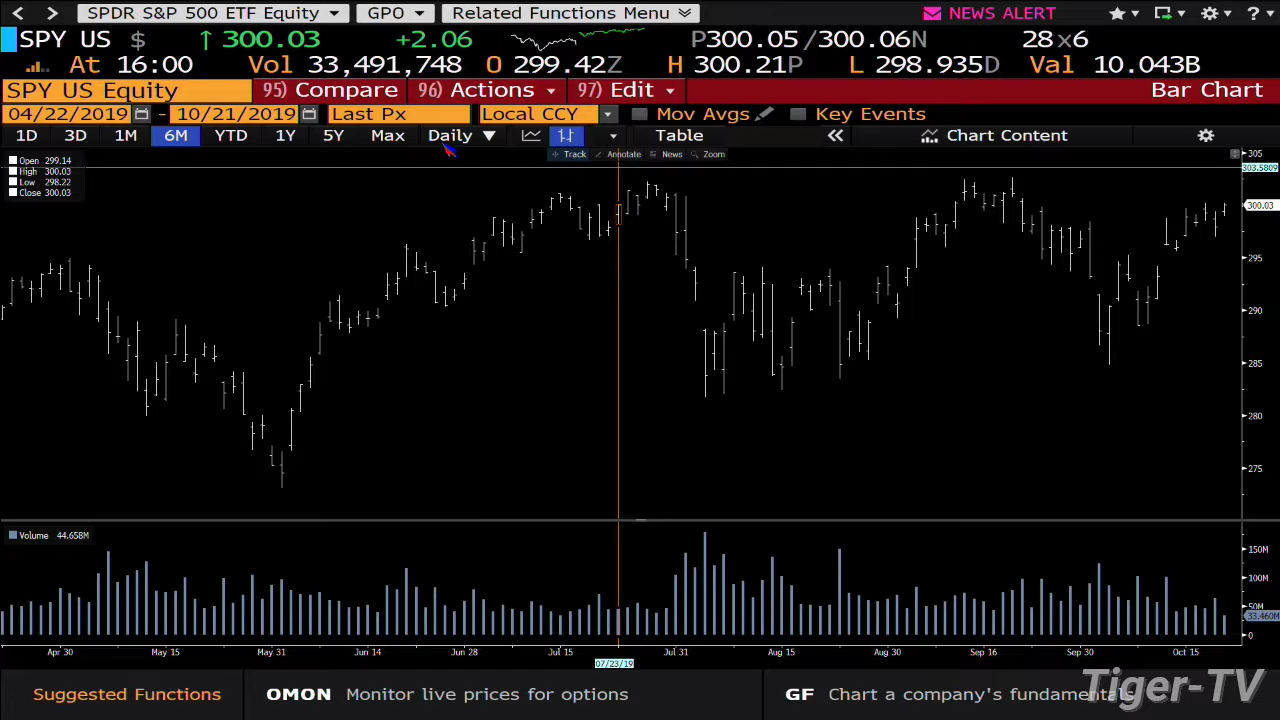 SPDR S&P 500 ETF Equity GPO Related Functions Menu NEWS ALERT ?
SPY US $ ↑ 300.03 +2.06 P300.05/300.06N 28x6
At 16:00 Vol 33,491,748 O 299.42Z H 300.21P L 298.935D Val 10.043B
SPY US Equity 95) Compare 96) Actions 97) Edit Bar Chart
04/22/2019 - 10/21/2019 Last Px Local CCY Mov Avgs Key Events
1D 3D 1M 6M YTD 1Y 5Y Max Daily ▼ Table « Chart Content
Track Annotate News Zoom
Open 299.14
High 300.03
Low 298.22
Close 300.03
305
303.5809
300.03
295
290
285
280
275
Volume 44.658M
150M
100M
50M
33.460M
0
Apr 30 May 15 May 31 Jun 14 Jun 28 Jul 15 Jul 31 Aug 15 Aug 30 Sep 16 Sep 30 Oct 15
07/23/19
Suggested Functions OMON Monitor live prices for options GF Chart a company's fundamentals
Tiger-TV